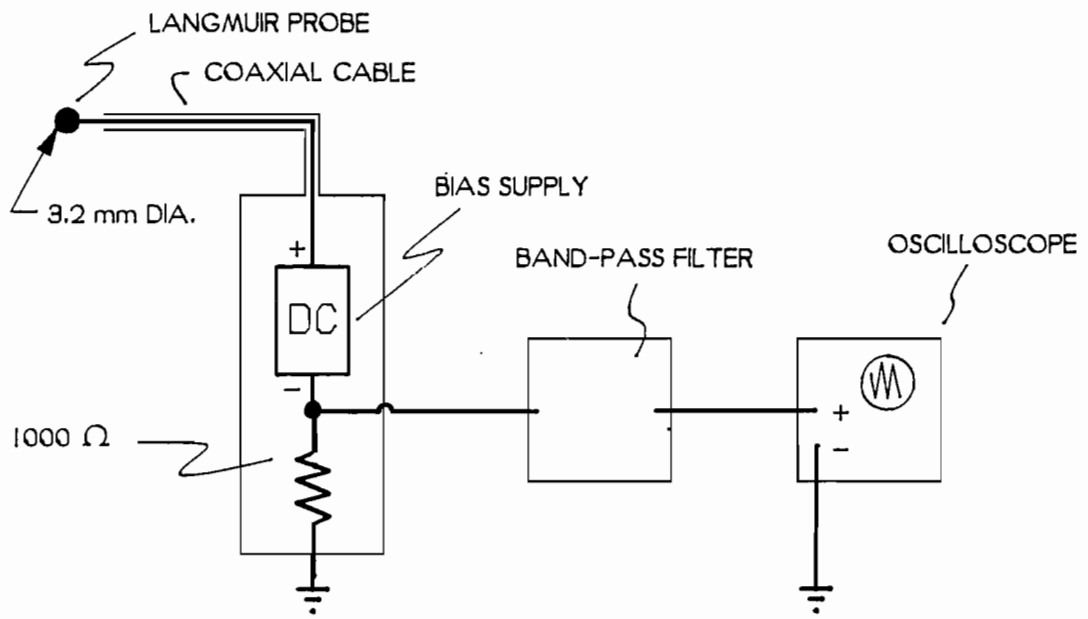 LANGMUIR PROBE
COAXIAL CABLE
3.2 mm DIA.
BIAS SUPPLY
BAND-PASS FILTER
OSCILLOSCOPE
+
DC
−
+
−
1000 Ω